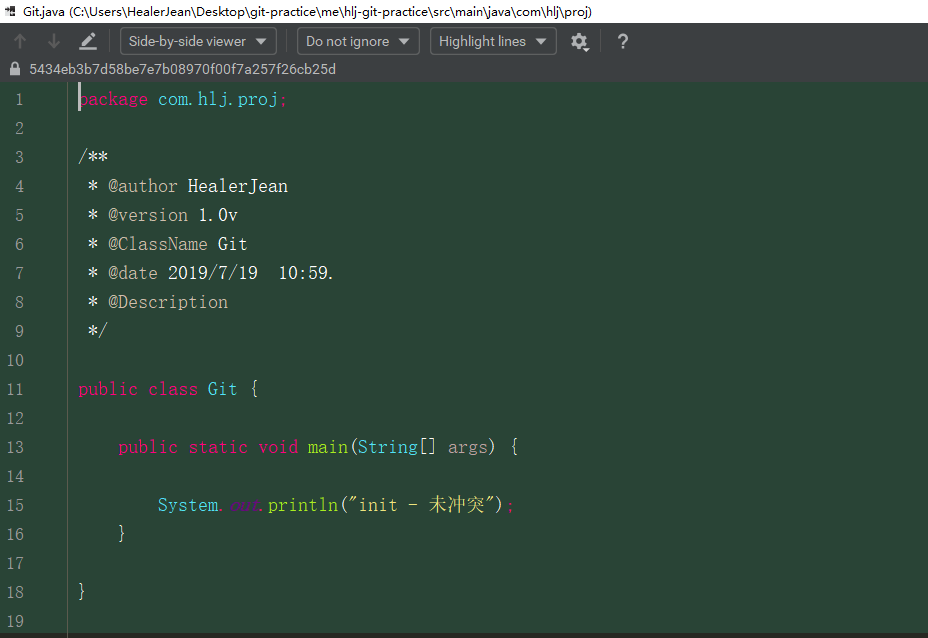 Git.java (C:\Users\HealerJean\Desktop\git-practice\me\hlj-git-practice\src\main\java\com\hlj\proj)
Side-by-side viewer Do not ignore Highlight lines ?
5434eb3b7d58be7e7b08970f00f7a257f26cb25d
1 package com.hlj.proj;
2
3 /**
4 * @author HealerJean
5 * @version 1.0v
6 * @ClassName Git
7 * @date 2019/7/19  10:59.
8 * @Description
9 */
10
11 public class Git {
12
13 public static void main(String[] args) {
14
15 System.out.println("init - 未冲突");
16 }
17
18 }
19